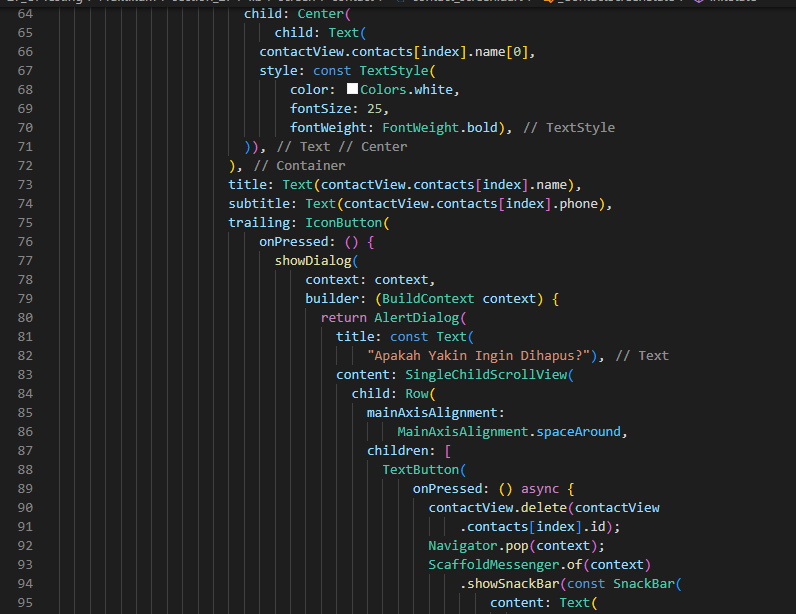 64 child: Center(
65 child: Text(
66 contactView.contacts[index].name[0],
67 style: const TextStyle(
68 color: Colors.white,
69 fontSize: 25,
70 fontWeight: FontWeight.bold), // TextStyle
71 )), // Text // Center
72 ), // Container
73 title: Text(contactView.contacts[index].name),
74 subtitle: Text(contactView.contacts[index].phone),
75 trailing: IconButton(
76 onPressed: () {
77 showDialog(
78 context: context,
79 builder: (BuildContext context) {
80 return AlertDialog(
81 title: const Text(
82 "Apakah Yakin Ingin Dihapus?"), // Text
83 content: SingleChildScrollView(
84 child: Row(
85 mainAxisAlignment:
86 MainAxisAlignment.spaceAround,
87 children: [
88 TextButton(
89 onPressed: () async {
90 contactView.delete(contactView
91 .contacts[index].id);
92 Navigator.pop(context);
93 ScaffoldMessenger.of(context)
94 .showSnackBar(const SnackBar(
95 content: Text(